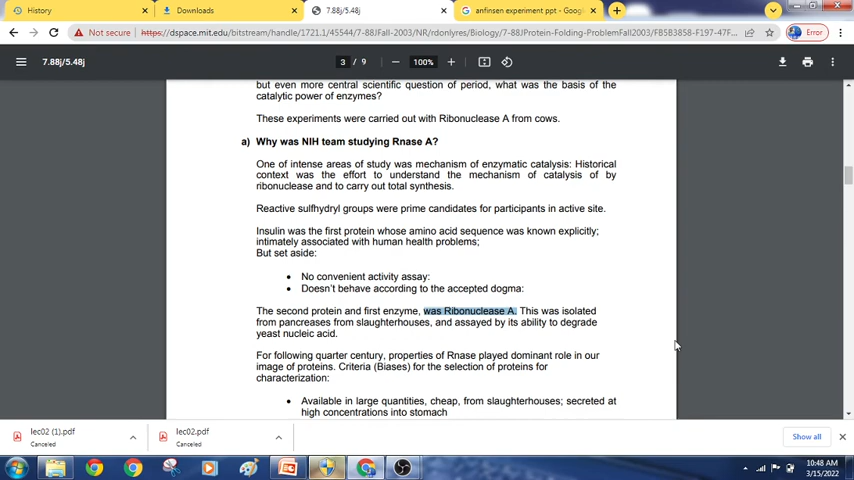 History
Downloads
7.88j/5.48j
anfinsen experiment ppt - Goog
Not secure
https://dspace.mit.edu/bitstream/handle/1721.1/45544/7-88JFall-2003/NR/rdonlyres/Biology/7-88JProtein-Folding-ProblemFall2003/FB5B3858-F197-47F...
Error
7.88j/5.48j
3 / 9
100%
but even more central scientific question of period, what was the basis of the
catalytic power of enzymes?
These experiments were carried out with Ribonuclease A from cows.
a) Why was NIH team studying Rnase A?
One of intense areas of study was mechanism of enzymatic catalysis: Historical
context was the effort to understand the mechanism of catalysis of by
ribonuclease and to carry out total synthesis.
Reactive sulfhydryl groups were prime candidates for participants in active site.
Insulin was the first protein whose amino acid sequence was known explicitly;
intimately associated with human health problems;
But set aside:
• No convenient activity assay:
• Doesn't behave according to the accepted dogma:
The second protein and first enzyme, was Ribonuclease A. This was isolated
from pancreases from slaughterhouses, and assayed by its ability to degrade
yeast nucleic acid.
For following quarter century, properties of Rnase played dominant role in our
image of proteins. Criteria (Biases) for the selection of proteins for
characterization:
• Available in large quantities, cheap, from slaughterhouses; secreted at
high concentrations into stomach
lec02 (1).pdf
Canceled
lec02.pdf
Canceled
Show all
10:48 AM
3/15/2022